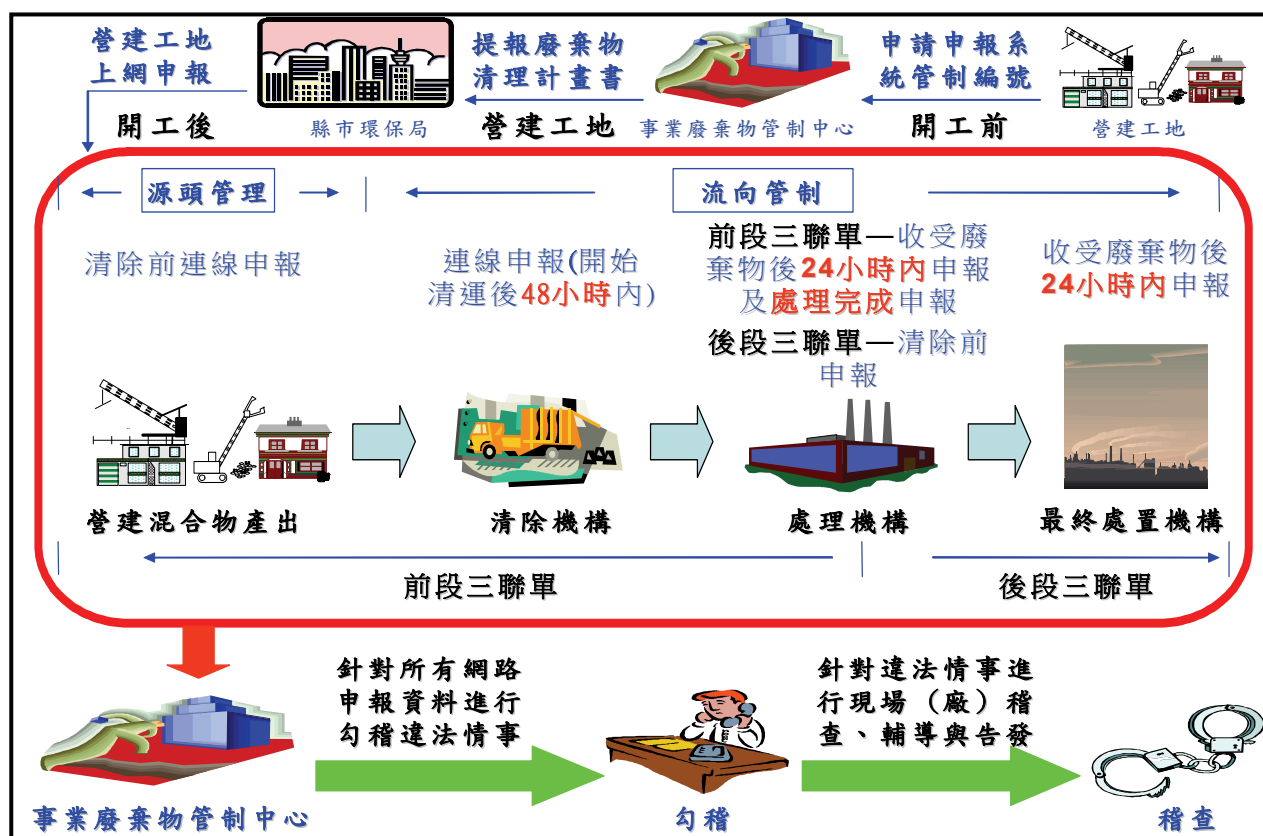 營建工地
上網申報
提報廢棄物
清理計畫書
申請申報系
統管制編號
開工後
縣市環保局
營建工地
事業廢棄物管制中心
開工前
營建工地
源頭管理
流向管制
清除前連線申報
連線申報(開始
清運後48小時內)
前段三聯單—收受廢
棄物後24小時內申報
及處理完成申報
後段三聯單—清除前
申報
收受廢棄物後
24小時內申報
營建混合物產出
清除機構
處理機構
最終處置機構
前段三聯單
後段三聯單
針對所有網路
申報資料進行
勾稽違法情事
針對違法情事進
行現場（廠）稽
查、輔導與告發
事業廢棄物管制中心
勾稽
稽查